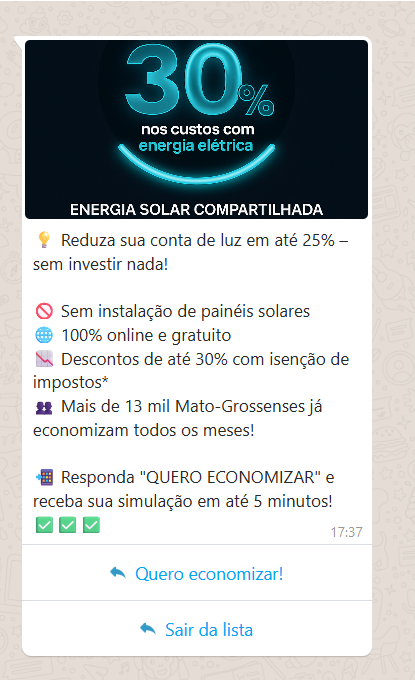 30%
nos custos com
energia elétrica
ENERGIA SOLAR COMPARTILHADA
💡 Reduza sua conta de luz em até 25% –
sem investir nada!
🚫 Sem instalação de painéis solares
🌐 100% online e gratuito
📉 Descontos de até 30% com isenção de
impostos*
👥 Mais de 13 mil Mato-Grossenses já
economizam todos os meses!
📲 Responda "QUERO ECONOMIZAR" e
receba sua simulação em até 5 minutos!
✅ ✅ ✅
17:37
Quero economizar!
Sair da lista